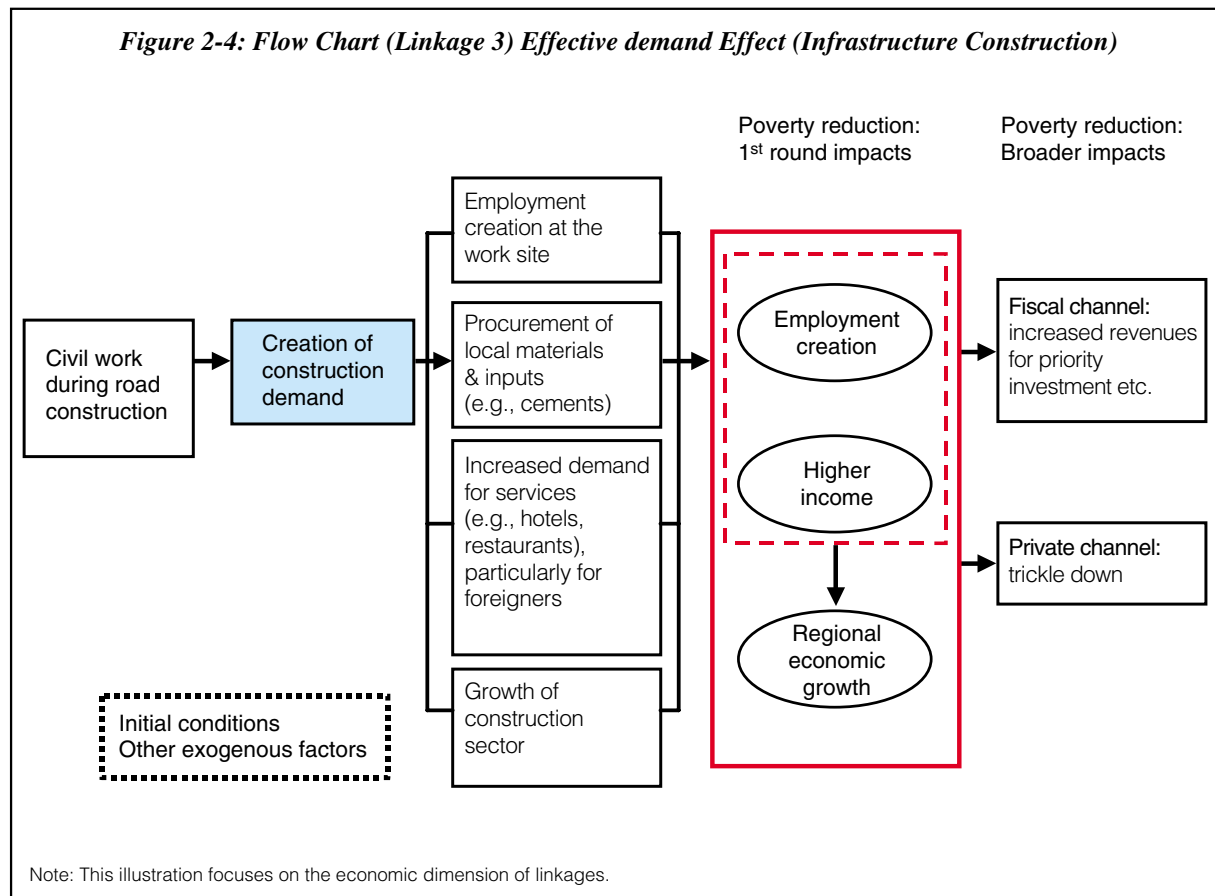 Figure 2-4: Flow Chart (Linkage 3) Effective demand Effect (Infrastructure Construction)
Poverty reduction:
1st round impacts
Poverty reduction:
Broader impacts
Civil work
during road
construction
Creation of
construction
demand
Employment
creation at the
work site
Procurement of
local materials
& inputs
(e.g., cements)
Increased demand
for services
(e.g., hotels,
restaurants),
particularly for
foreigners
Growth of
construction
sector
Employment
creation
Higher
income
Regional
economic
growth
Fiscal channel:
increased revenues
for priority
investment etc.
Private channel:
trickle down
Initial conditions
Other exogenous factors
Note: This illustration focuses on the economic dimension of linkages.